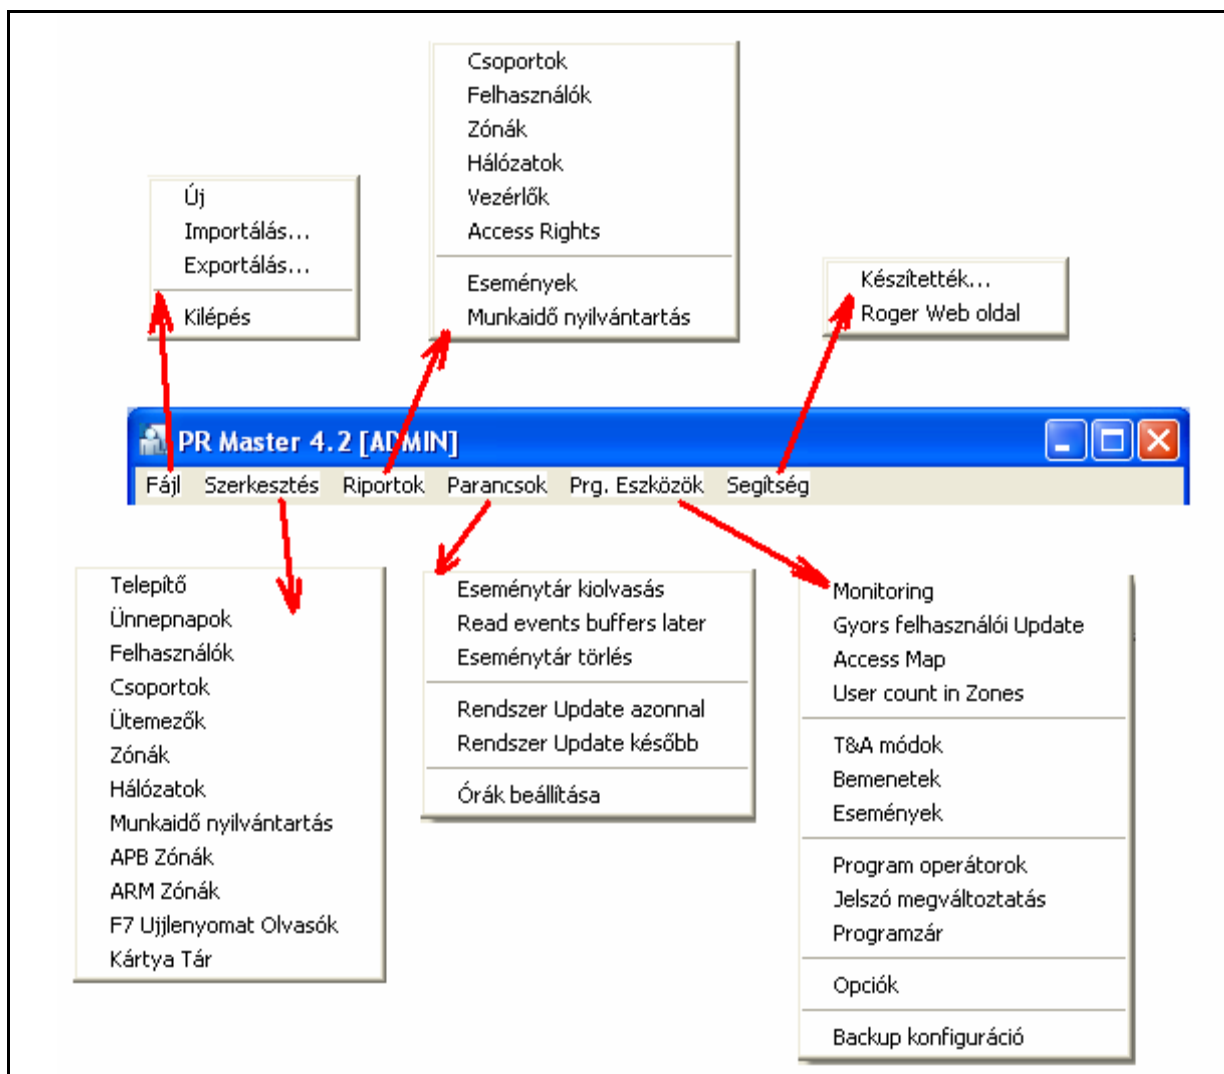 Csoportok
Felhasználók
Zónák
Hálózatok
Vezérlők
Access Rights
Események
Munkaidő nyilvántartás
Új
Importálás...
Exportálás...
Kilépés
Készítették...
Roger Web oldal
PR Master 4.2 [ADMIN]
Fájl Szerkesztés Riportok Parancsok Prg. Eszközök Segítség
Telepítő
Ünnepnapok
Felhasználók
Csoportok
Ütemezők
Zónák
Hálózatok
Munkaidő nyilvántartás
APB Zónák
ARM Zónák
F7 Ujjlenyomat Olvasók
Kártya Tár
Eseménytár kiolvasás
Read events buffers later
Eseménytár törlés
Rendszer Update azonnal
Rendszer Update később
Órák beállítása
Monitoring
Gyors felhasználói Update
Access Map
User count in Zones
T&A módok
Bemenetek
Események
Program operátorok
Jelszó megváltoztatás
Programzár
Opciók
Backup konfiguráció